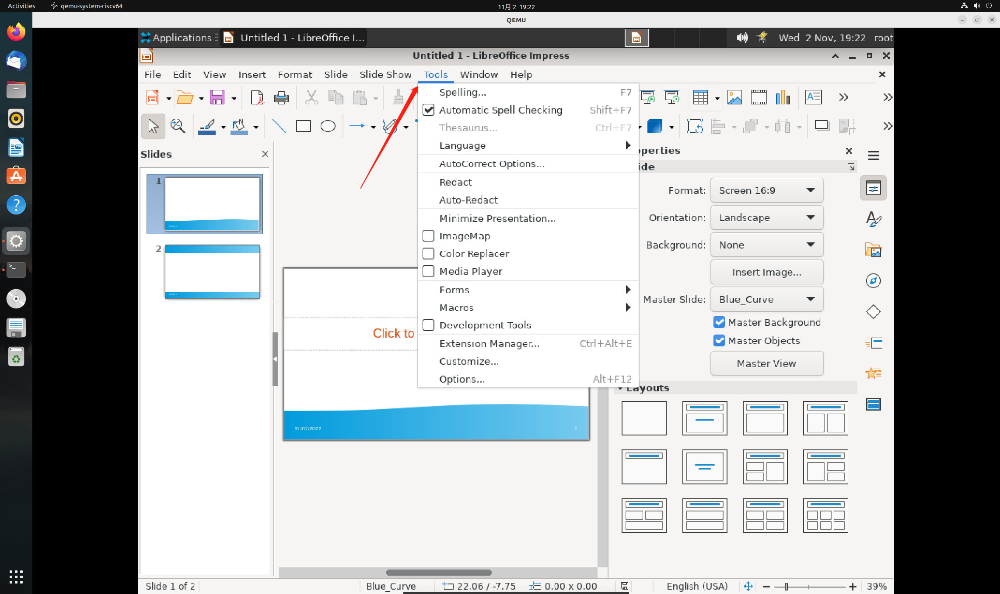 Activities qemu-system-riscv64 11月 2 19:22
QEMU
Applications Untitled 1 - LibreOffice I... Wed 2 Nov, 19:22 root
Untitled 1 - LibreOffice Impress
File Edit View Insert Format Slide Slide Show Tools Window Help
Slides
1
2
Click to
11/02/2022 1
Spelling... F7
Automatic Spell Checking Shift+F7
Thesaurus... Ctrl+F7
Language
AutoCorrect Options...
Redact
Auto-Redact
Minimize Presentation...
ImageMap
Color Replacer
Media Player
Forms
Macros
Development Tools
Extension Manager... Ctrl+Alt+E
Customize...
Options... Alt+F12
perties
ide
Format: Screen 16:9
Orientation: Landscape
Background: None
Insert Image...
Master Slide: Blue_Curve
Master Background
Master Objects
Master View
Layouts
Slide 1 of 2 Blue_Curve 22.06 / -7.75 0.00 x 0.00 English (USA) 39%